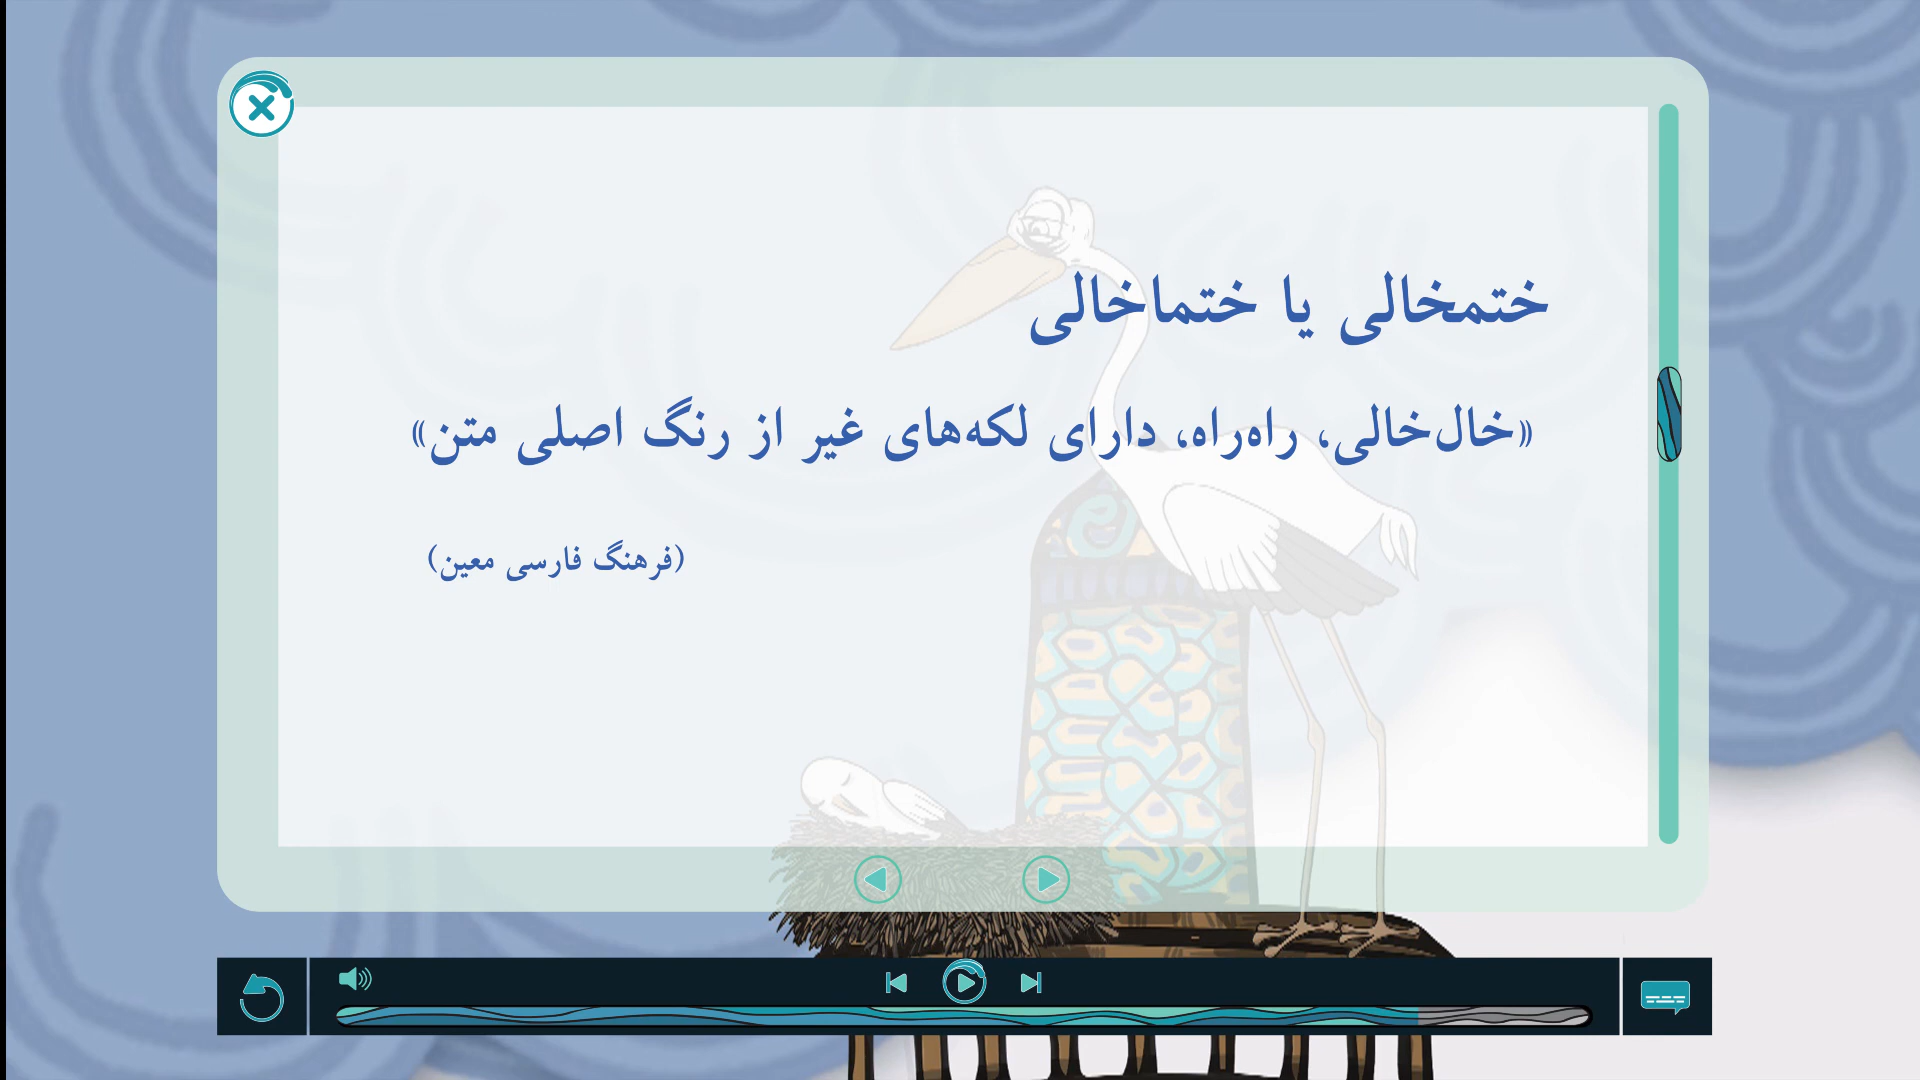 ختمخالی یا ختماخالی
«خال‌خالی، راه‌راه، دارای لکه‌های غیر از رنگ اصلی متن»
(فرهنگ فارسی معین)